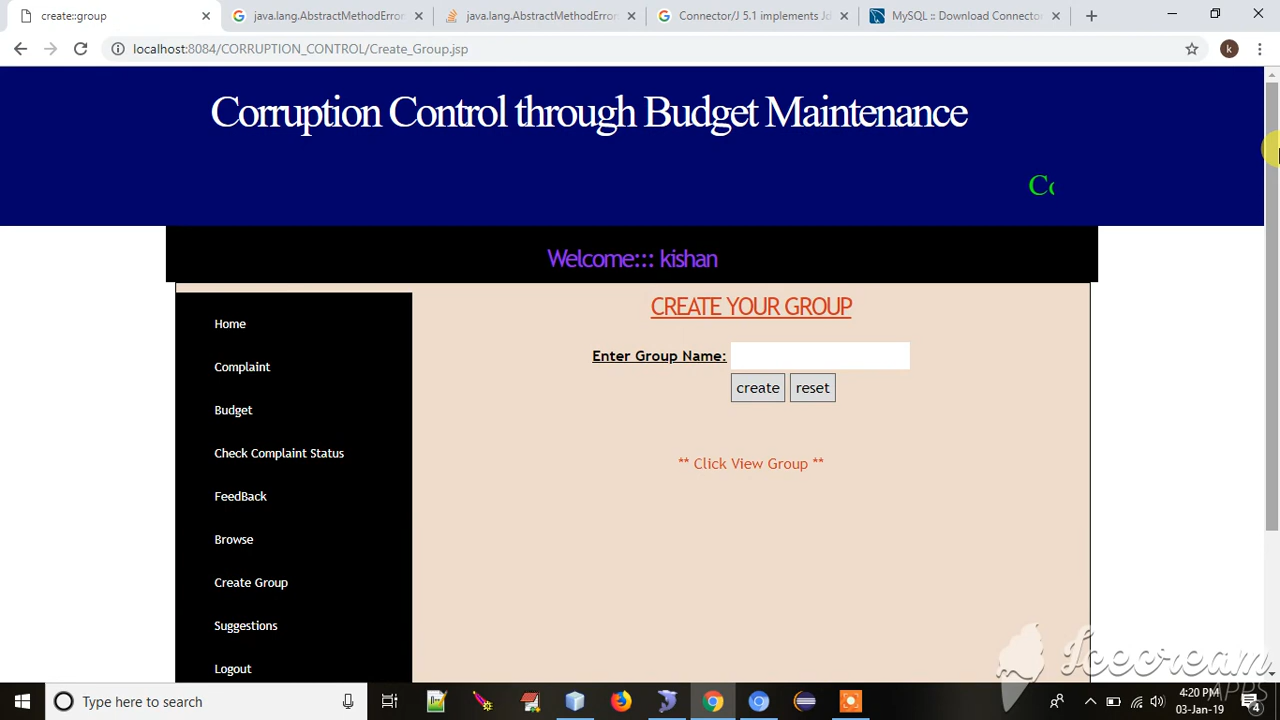 create::group
java.lang.AbstractMethodError
java.lang.AbstractMethodError
Connector/J 5.1 implements Jd
MySQL :: Download Connector
localhost:8084/CORRUPTION_CONTROL/Create_Group.jsp
k
Corruption Control through Budget Maintenance
Co
Welcome::: kishan
CREATE YOUR GROUP
Home
Enter Group Name:
Complaint
create reset
Budget
Check Complaint Status
** Click View Group **
FeedBack
Browse
Create Group
Suggestions
Logout
Icecream
APPS
Type here to search
4:20 PM
03-Jan-19
4